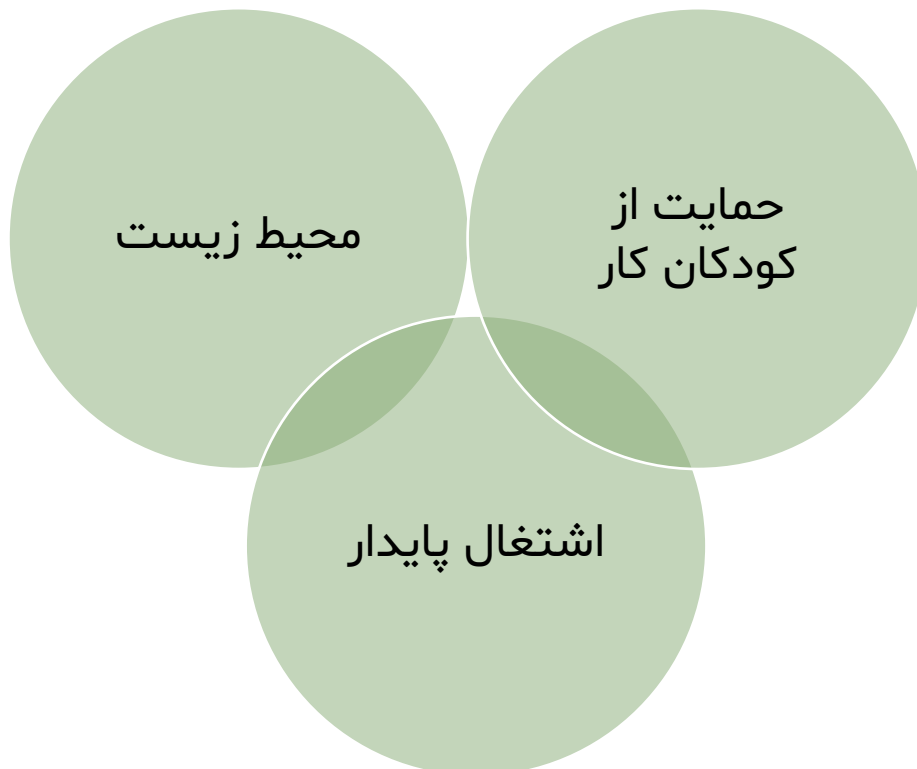 حمایت از
کودکان کار
محیط زیست
اشتغال پایدار